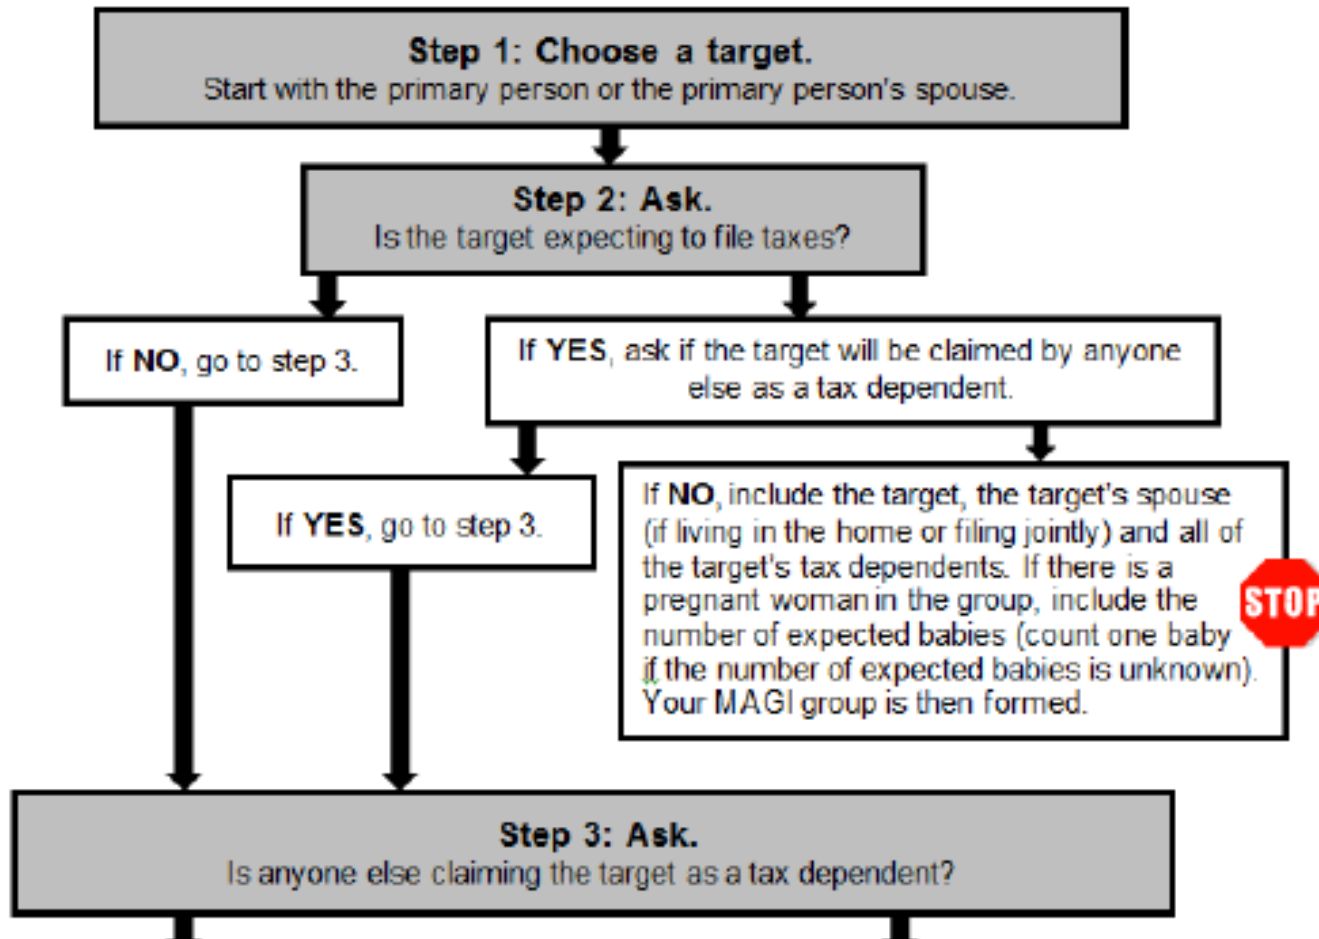 Step 1: Choose a target.
Start with the primary person or the primary person's spouse.
Step 2: Ask.
Is the target expecting to file taxes?
If NO, go to step 3.
If YES, ask if the target will be claimed by anyone
else as a tax dependent.
If YES, go to step 3.
If NO, include the target, the target's spouse
(if living in the home or filing jointly) and all of
the target's tax dependents. If there is a
pregnant woman in the group, include the
number of expected babies (count one baby
if the number of expected babies is unknown).
Your MAGI group is then formed.
STOP
Step 3: Ask.
Is anyone else claiming the target as a tax dependent?